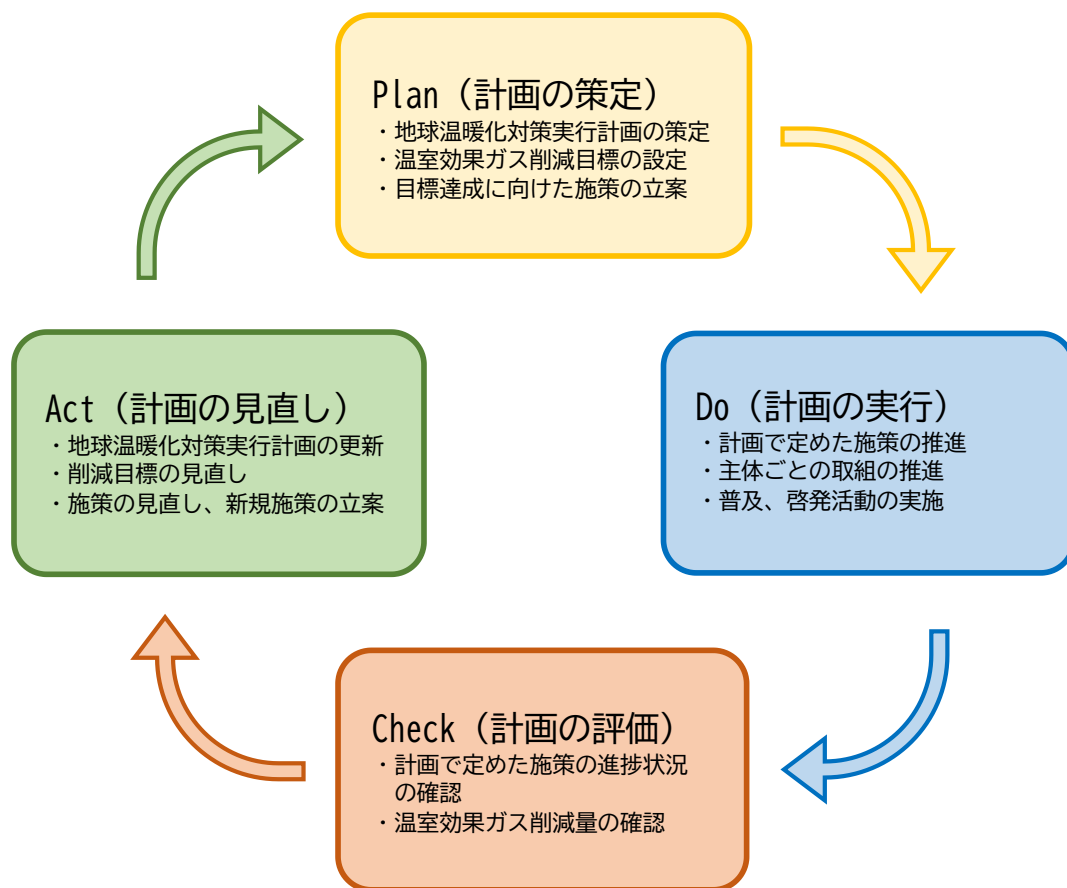 Plan（計画の策定）
・地球温暖化対策実行計画の策定
・温室効果ガス削減目標の設定
・目標達成に向けた施策の立案
Do（計画の実行）
・計画で定めた施策の推進
・主体ごとの取組の推進
・普及、啓発活動の実施
Check（計画の評価）
・計画で定めた施策の進捗状況
の確認
・温室効果ガス削減量の確認
Act（計画の見直し）
・地球温暖化対策実行計画の更新
・削減目標の見直し
・施策の見直し、新規施策の立案